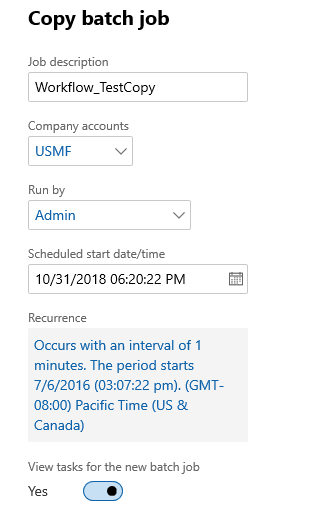 Copy batch job
Job description
Workflow_TestCopy
Company accounts
USMF
Run by
Admin
Scheduled start date/time
10/31/2018 06:20:22 PM
Recurrence
Occurs with an interval of 1
minutes. The period starts
7/6/2016 (03:07:22 pm). (GMT-
08:00) Pacific Time (US &
Canada)
View tasks for the new batch job
Yes